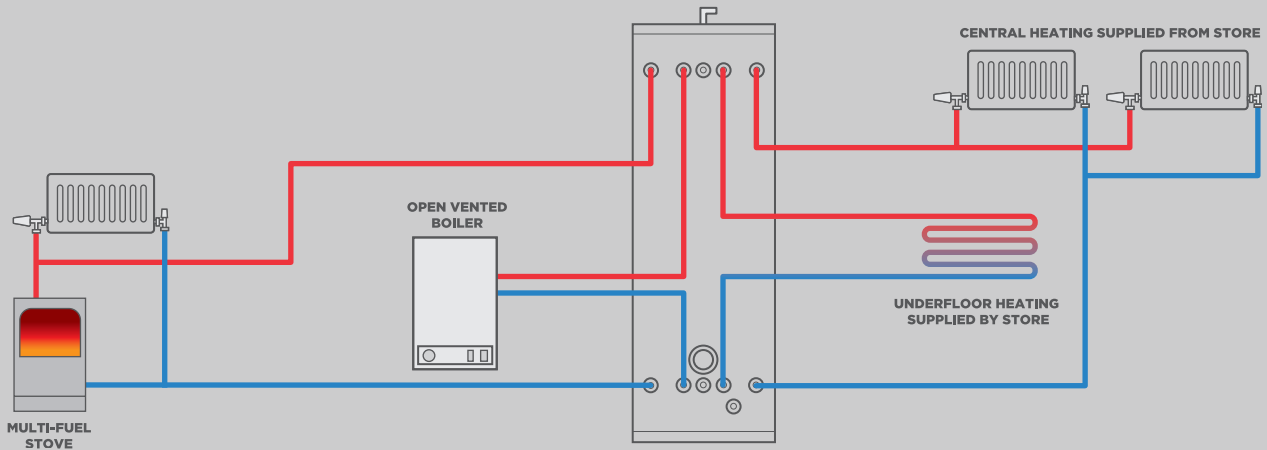 CENTRAL HEATING SUPPLIED FROM STORE
OPEN VENTED
BOILER
UNDERFLOOR HEATING
SUPPLIED BY STORE
MULTI-FUEL
STOVE